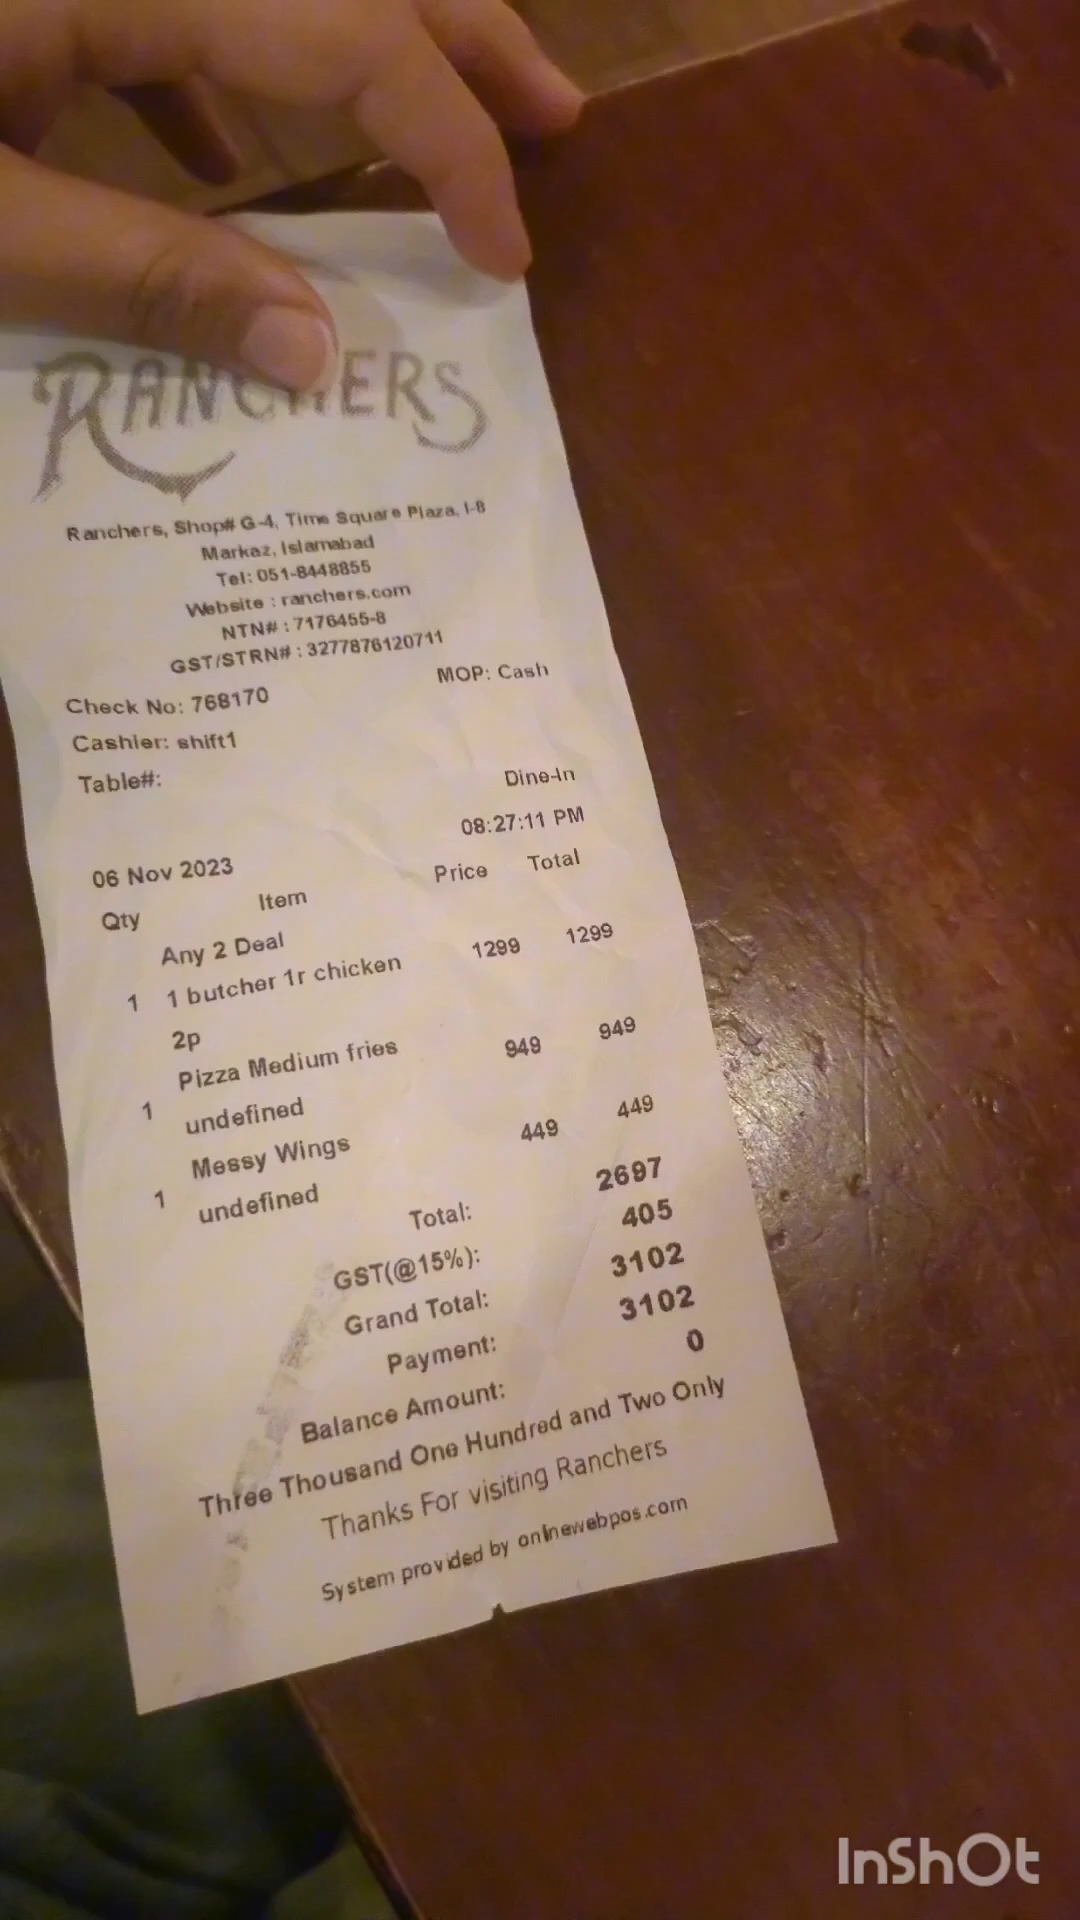 RANCHERS
Ranchers, Shop# G-4, Time Square Plaza, I-8
Markaz, Islamabad
Tel: 051-8448855
Website : ranchers.com
NTN# : 7176455-8
GST/STRN# : 3277876120711
Check No: 768170 MOP: Cash
Cashier: shift1
Table#: Dine-In
06 Nov 2023 08:27:11 PM
Qty Item Price Total
Any 2 Deal
1 1 butcher 1r chicken 1299 1299
2p
Pizza Medium fries
1 undefined 949 949
Messy Wings
1 undefined 449 449
Total: 2697
GST(@15%): 405
Grand Total: 3102
Payment: 3102
Balance Amount: 0
Three Thousand One Hundred and Two Only
Thanks For visiting Ranchers
System provided by onlinewebpos.com
InShOt